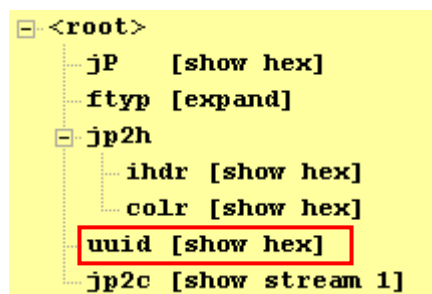 <root>
jP [show hex]
ftyp [expand]
jp2h
ihdr [show hex]
colr [show hex]
uuid [show hex]
jp2c [show stream 1]